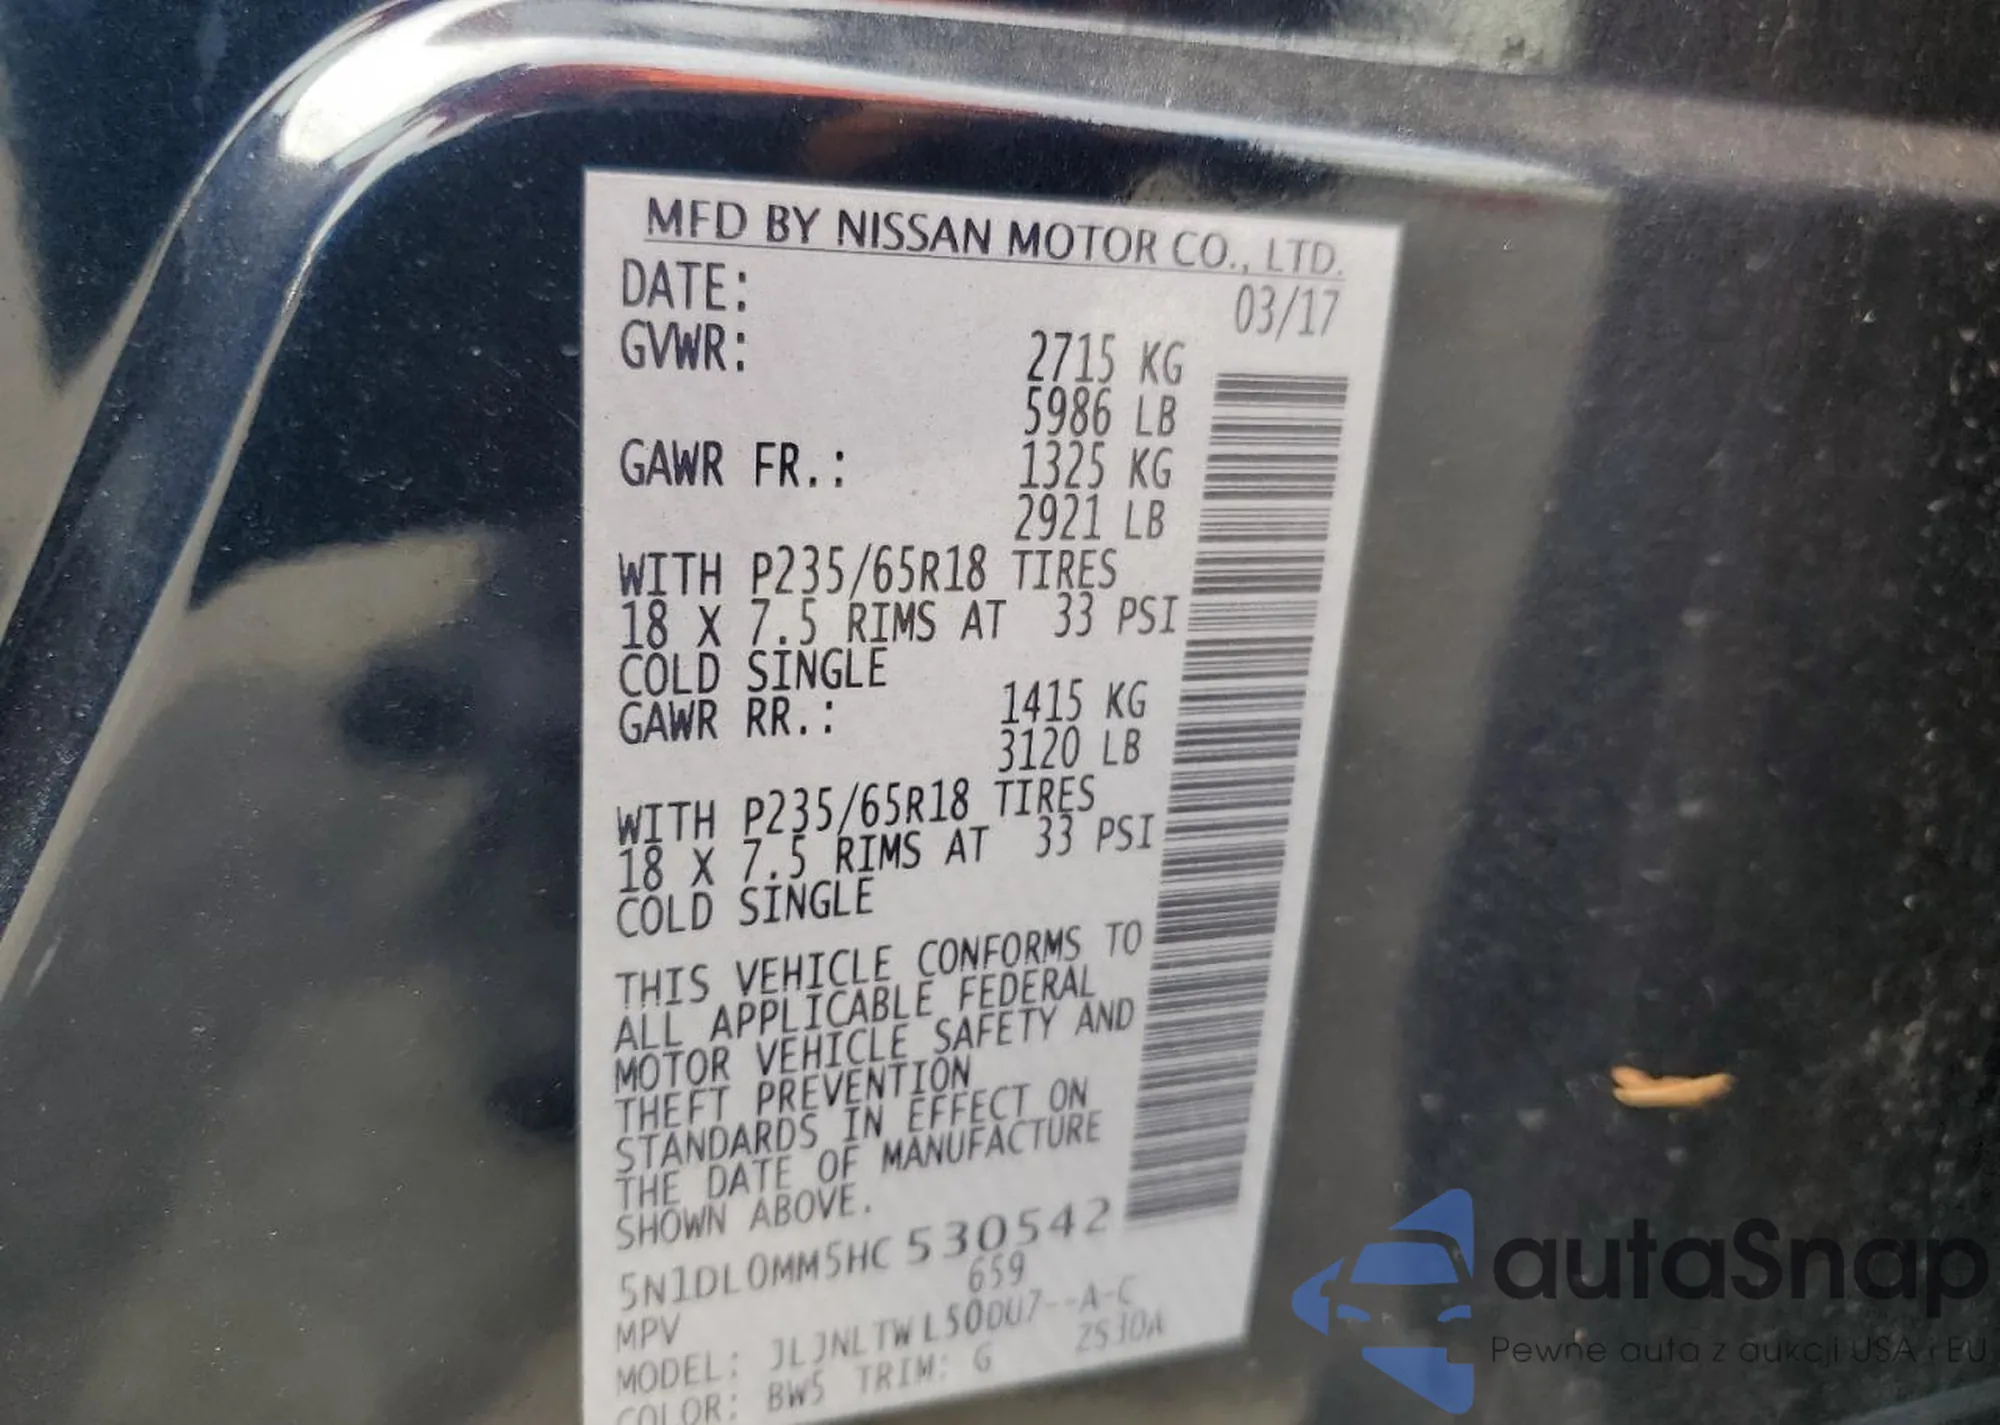 MFD BY NISSAN MOTOR CO., LTD.
DATE: 03/17
GVWR: 2715 KG
5986 LB
GAWR FR.: 1325 KG
2921 LB
WITH P235/65R18 TIRES
18 X 7.5 RIMS AT 33 PSI
COLD SINGLE
GAWR RR.: 1415 KG
3120 LB
WITH P235/65R18 TIRES
18 X 7.5 RIMS AT 33 PSI
COLD SINGLE
THIS VEHICLE CONFORMS TO
ALL APPLICABLE FEDERAL
MOTOR VEHICLE SAFETY AND
THEFT PREVENTION
STANDARDS IN EFFECT ON
THE DATE OF MANUFACTURE
SHOWN ABOVE.
5N1DL0MM5HC530542
MPV 659
MODEL: JLJNLTWL50DU7--A-C
COLOR: BW5 TRIM: G ZS30A
autaSnap
Pewne auta z aukcji USA i EU